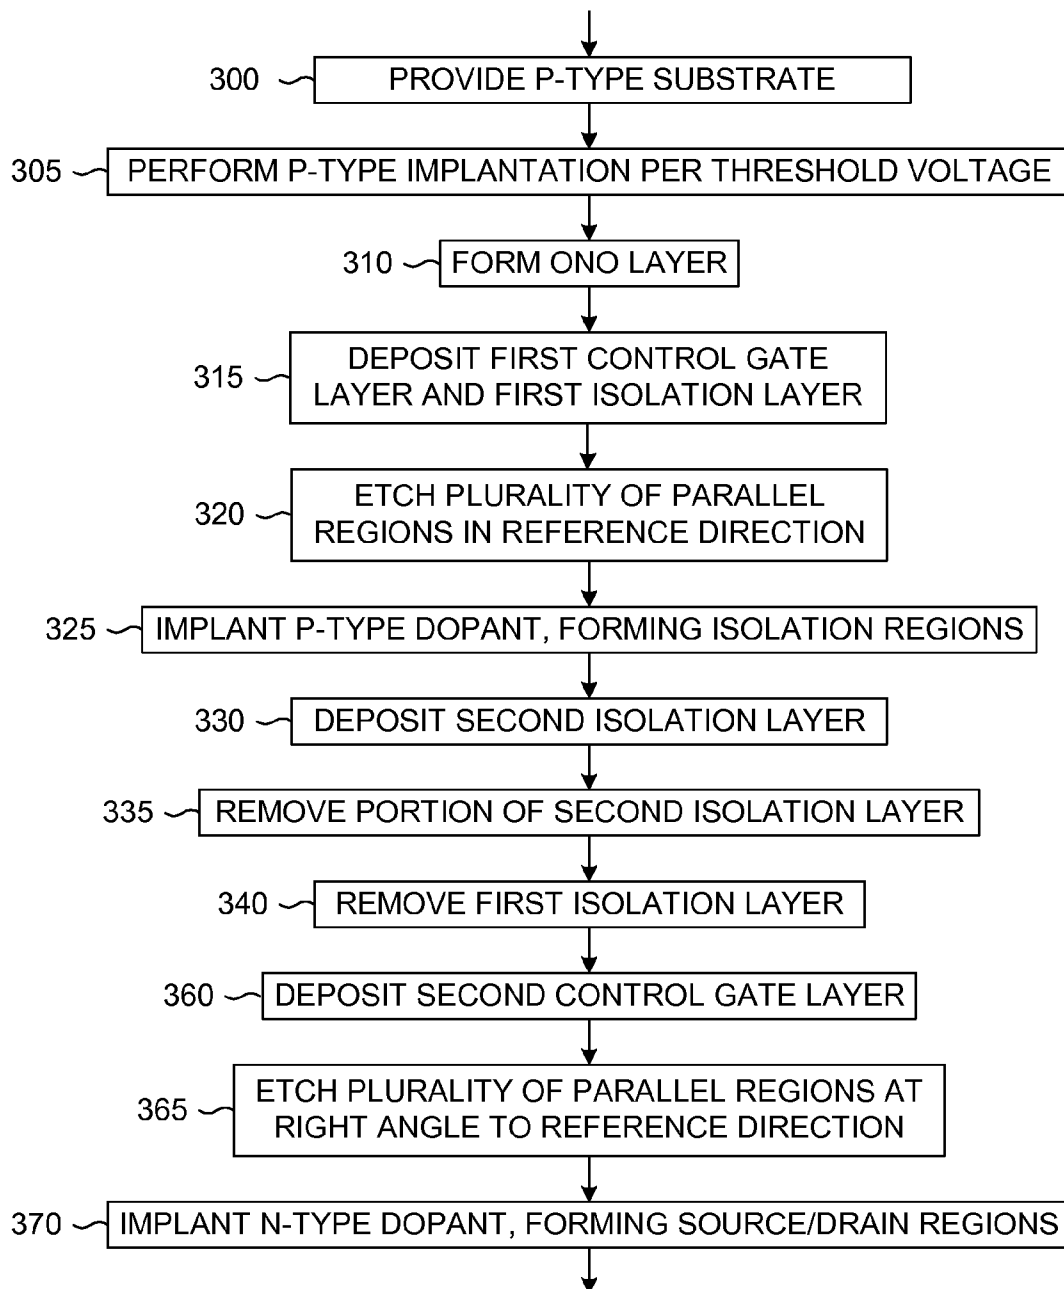 300 PROVIDE P-TYPE SUBSTRATE
305 PERFORM P-TYPE IMPLANTATION PER THRESHOLD VOLTAGE
310 FORM ONO LAYER
DEPOSIT FIRST CONTROL GATE
315 LAYER AND FIRST ISOLATION LAYER
ETCH PLURALITY OF PARALLEL
320 REGIONS IN REFERENCE DIRECTION
325 IMPLANT P-TYPE DOPANT, FORMING ISOLATION REGIONS
330 DEPOSIT SECOND ISOLATION LAYER
335 REMOVE PORTION OF SECOND ISOLATION LAYER
340 REMOVE FIRST ISOLATION LAYER
360 DEPOSIT SECOND CONTROL GATE LAYER
ETCH PLURALITY OF PARALLEL REGIONS AT
365 RIGHT ANGLE TO REFERENCE DIRECTION
370 IMPLANT N-TYPE DOPANT, FORMING SOURCE/DRAIN REGIONS